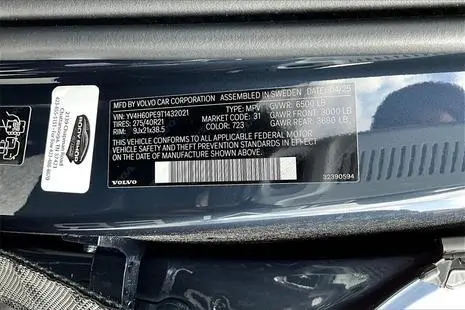 MFD BY VOLVO CAR CORPORATION ASSEMBLED IN SWEDEN DATE: 04/25
VIN: YV4H60PE9T1432021 TYPE: MPV GVWR: 6500 LB
TIRES: 275/40R21 MARKET: 31 GAWR FRONT: 3000 LB
RIM: 9Jx21x38.5 COLOR: 723 GAWR REAR: 3680 LB
THIS VEHICLE CONFORMS TO ALL APPLICABLE FEDERAL MOTOR
VEHICLE SAFETY AND THEFT PREVENTION STANDARDS IN
EFFECT ON THE DATE OF MANUFACTURE SHOWN ABOVE.
VOLVO
32390594